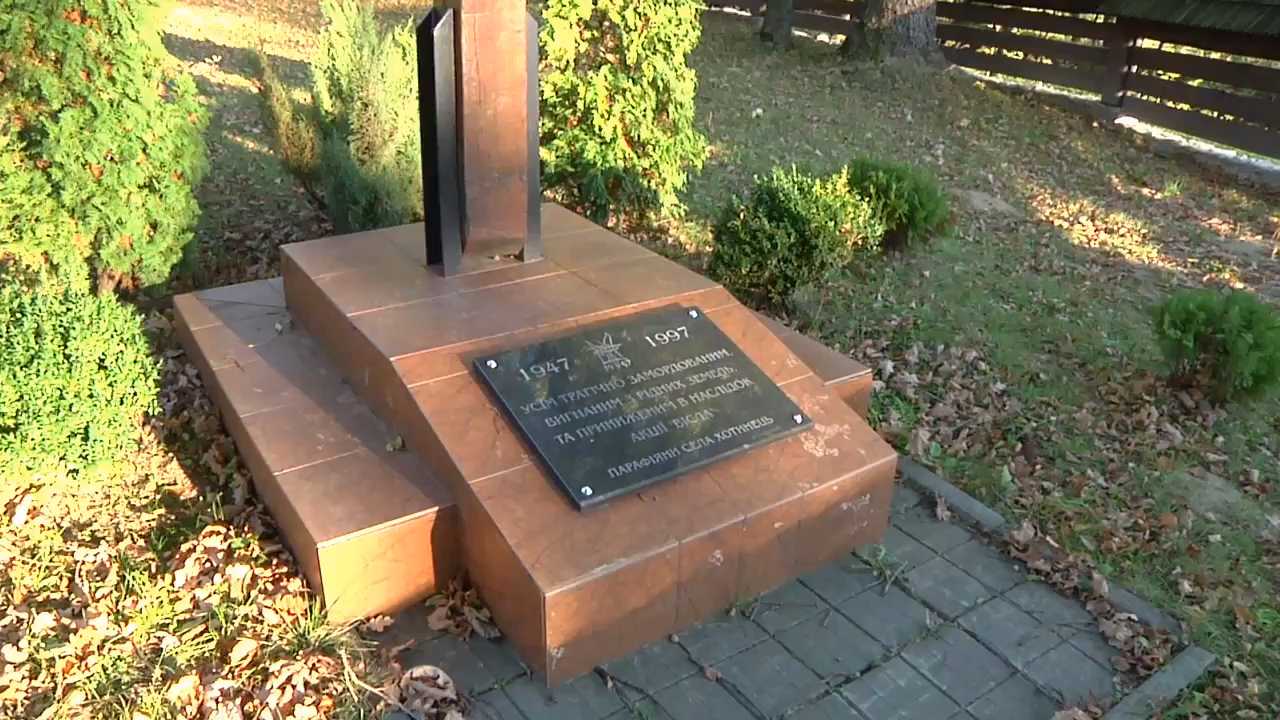 1947 1997
УСІМ ТРАГІЧНО ЗАМОРДОВАНИМ,
ВИГНАНИМ З РІДНИХ ЗЕМЕЛЬ,
ТА ПРИНИЖЕНИМ В НАСЛІДОК
АКЦІЇ "ВІСЛА"
ПАРАФІЯНИ СЕЛА ХОТИНЕЦЬ